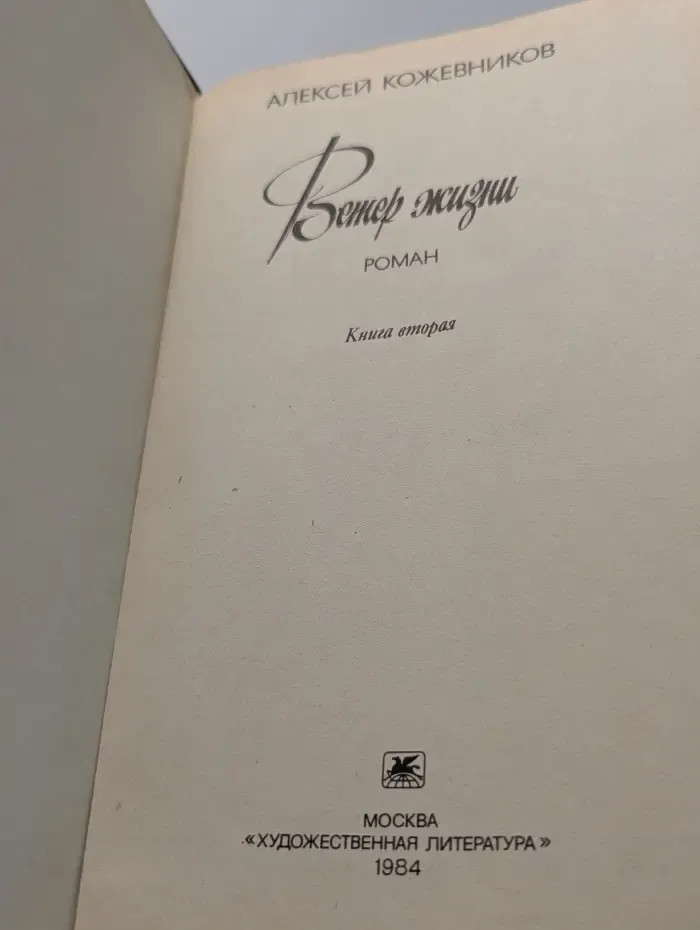 АЛЕКСЕЙ КОЖЕВНИКОВ
Ветер жизни
РОМАН
Книга вторая
МОСКВА
«ХУДОЖЕСТВЕННАЯ ЛИТЕРАТУРА»
1984